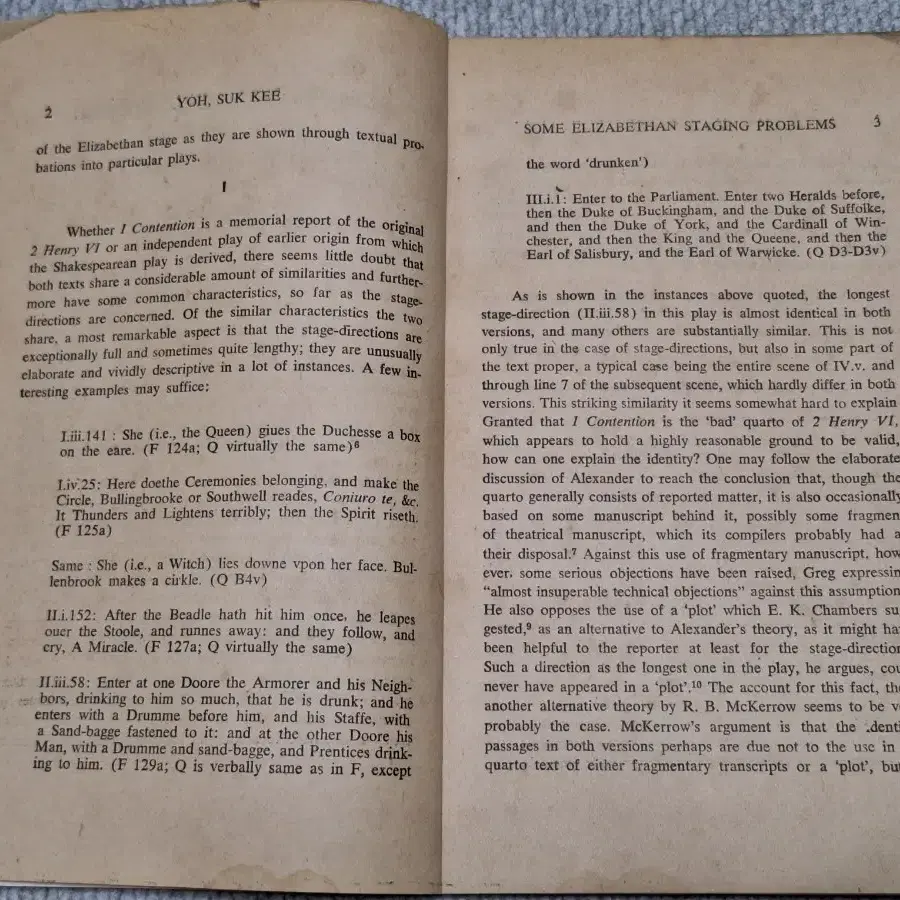 2
YOH, SUK KEE
of the Elizabethan stage as they are shown through textual pro-
bations into particular plays.
I
Whether I Contention is a memorial report of the original
2 Henry VI or an independent play of earlier origin from which
the Shakespearean play is derived, there seems little doubt that
both texts share a considerable amount of similarities and further-
more have some common characteristics, so far as the stage-
directions are concerned. Of the similar characteristics the two
share, a most remarkable aspect is that the stage-directions are
exceptionally full and sometimes quite lengthy; they are unusually
elaborate and vividly descriptive in a lot of instances. A few in-
teresting examples may suffice:
I.iii.141 : She (i.e., the Queen) giues the Duchesse a box
on the eare. (F 124a; Q virtually the same)⁶
I.iv.25: Here doethe Ceremonies belonging, and make the
Circle, Bullingbrooke or Southwell reades, Coniuro te, &c.
It Thunders and Lightens terribly; then the Spirit riseth.
(F 125a)
Same : She (i.e., a Witch) lies downe vpon her face. Bul-
lenbrook makes a cirkle. (Q B4v)
II.i.152: After the Beadle hath hit him once, he leapes
ouer the Stoole, and runnes away: and they follow, and
cry, A Miracle. (F 127a; Q virtually the same)
II.iii.58: Enter at one Doore the Armorer and his Neigh-
bors, drinking to him so much, that he is drunk; and he
enters with a Drumme before him, and his Staffe, with
a Sand-bagge fastened to it: and at the other Doore his
Man, with a Drumme and sand-bagge, and Prentices drink-
ing to him. (F 129a; Q is verbally same as in F, except
SOME ELIZABETHAN STAGING PROBLEMS
3
the word 'drunken')
III.i.1: Enter to the Parliament. Enter two Heralds before,
then the Duke of Buckingham, and the Duke of Suffolke,
and then the Duke of York, and the Cardinall of Win-
chester, and then the King and the Queene, and then the
Earl of Salisbury, and the Earl of Warwicke. (Q D3-D3v)
As is shown in the instances above quoted, the longest
stage-direction (II.iii.58) in this play is almost identical in both
versions, and many others are substantially similar. This is not
only true in the case of stage-directions, but also in some part of
the text proper, a typical case being the entire scene of IV.v. and
through line 7 of the subsequent scene, which hardly differ in both
versions. This striking similarity it seems somewhat hard to explain
Granted that 1 Contention is the 'bad' quarto of 2 Henry VI,
which appears to hold a highly reasonable ground to be valid,
how can one explain the identity? One may follow the elaborate
discussion of Alexander to reach the conclusion that, though the
quarto generally consists of reported matter, it is also occasionally
based on some manuscript behind it, possibly some fragmen
of theatrical manuscript, which its compilers probably had a
their disposal.⁷ Against this use of fragmentary manuscript, how
ever, some serious objections have been raised, Greg expressin
"almost insuperable technical objections" against this assumption
He also opposes the use of a 'plot' which E. K. Chambers su
gested,⁹ as an alternative to Alexander's theory, as it might ha
been helpful to the reporter at least for the stage-direction
Such a direction as the longest one in the play, he argues, cou
never have appeared in a 'plot'.¹⁰ The account for this fact, the
another alternative theory by R. B. McKerrow seems to be v
probably the case. McKerrow's argument is that the identi
passages in both versions perhaps are due not to the use in
quarto text of either fragmentary transcripts or a 'plot', but